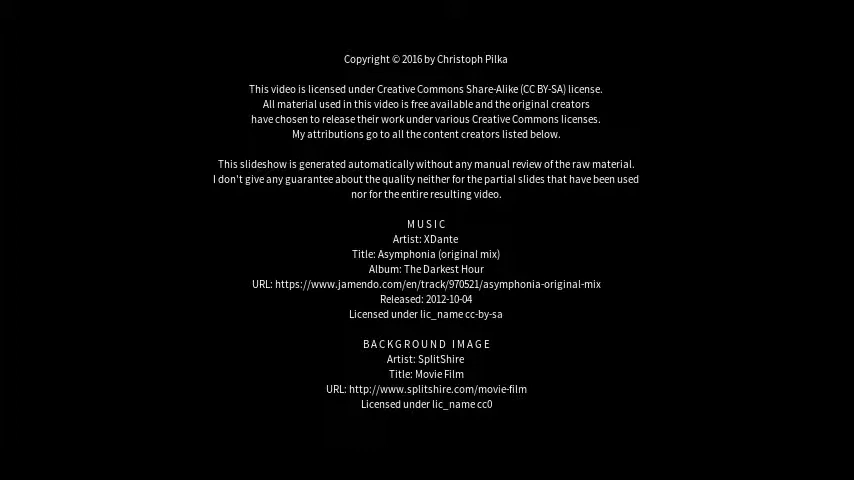 Copyright © 2016 by Christoph Pilka
This video is licensed under Creative Commons Share-Alike (CC BY-SA) license.
All material used in this video is free available and the original creators
have chosen to release their work under various Creative Commons licenses.
My attributions go to all the content creators listed below.
This slideshow is generated automatically without any manual review of the raw material.
I don't give any guarantee about the quality neither for the partial slides that have been used
nor for the entire resulting video.
MUSIC
Artist: XDante
Title: Asymphonia (original mix)
Album: The Darkest Hour
URL: https://www.jamendo.com/en/track/970521/asymphonia-original-mix
Released: 2012-10-04
Licensed under lic_name cc-by-sa
BACKGROUND IMAGE
Artist: SplitShire
Title: Movie Film
URL: http://www.splitshire.com/movie-film
Licensed under lic_name cc0